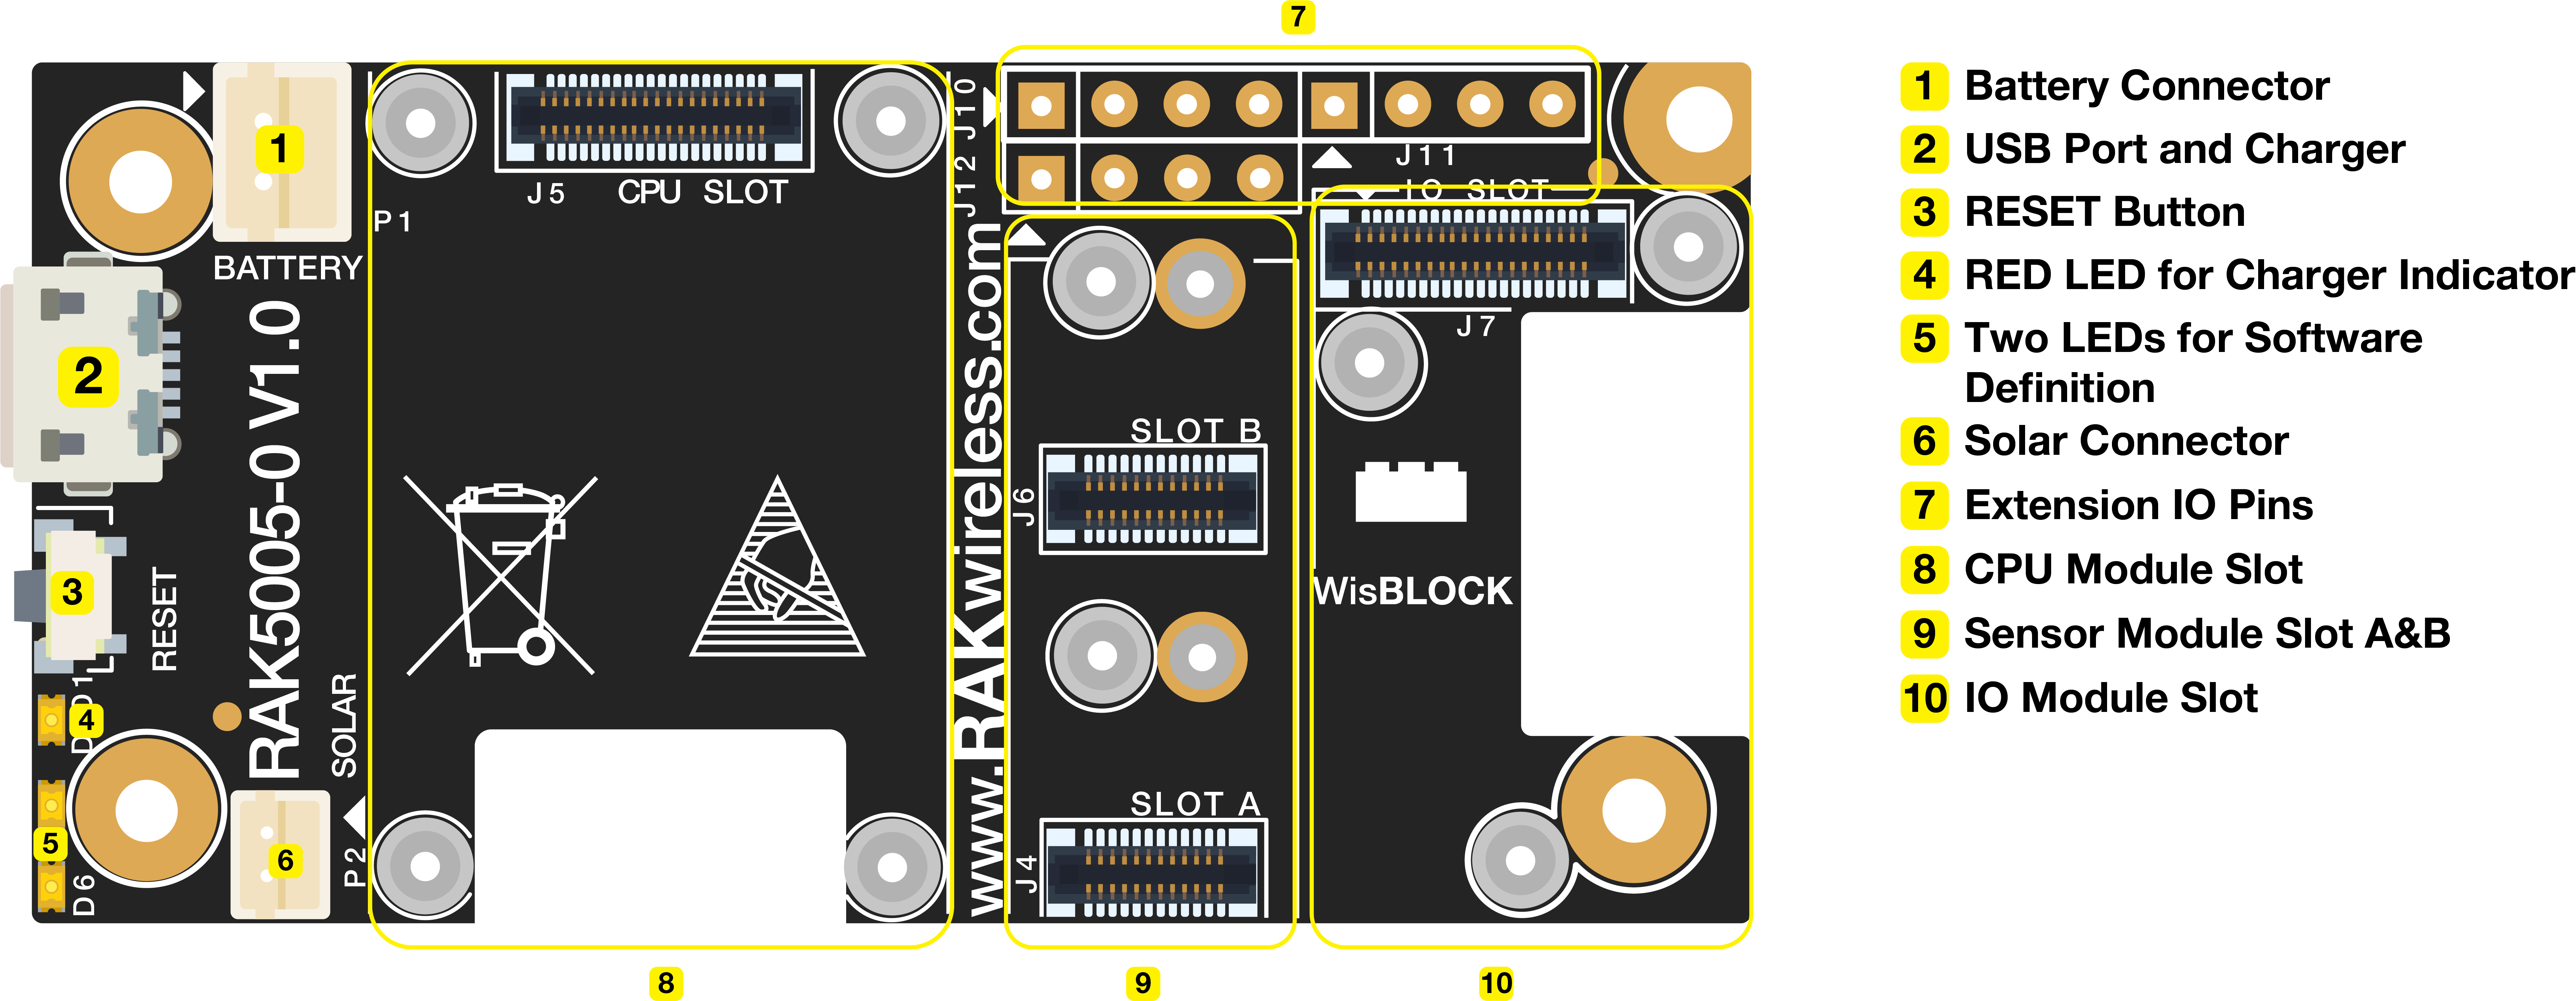 7
J10
J12
J11
IO SLOT
J7
1
P1
BATTERY
J5 CPU SLOT
2
RAK5005-0 V1.0
3
RESET
D1
4
5
D6
SOLAR
6
P2
www.RAKwireless.com
SLOT B
J6
SLOT A
J4
WisBLOCK
8
9
10
1 Battery Connector
2 USB Port and Charger
3 RESET Button
4 RED LED for Charger Indicator
5 Two LEDs for Software
Definition
6 Solar Connector
7 Extension IO Pins
8 CPU Module Slot
9 Sensor Module Slot A&B
10 IO Module Slot